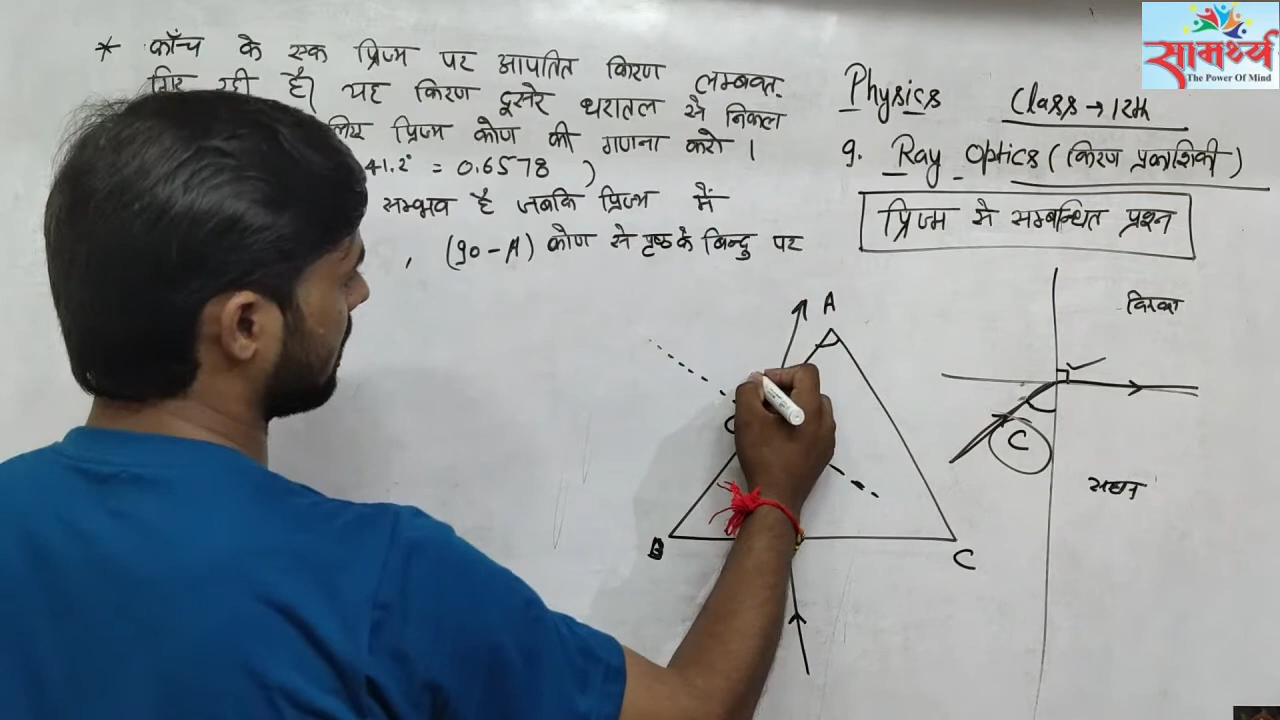 * काँच के एक प्रिज्म पर आपतित किरण लम्बवत्
गिर रही है। यह किरण दूसरे धरातल से निकल
लिए प्रिज्म कोण की गणना करो।
41.2° = 0.6578 )
सम्भव है जबकि प्रिज्म में
, (90-A) कोण से पृष्ठ के बिन्दु पर
सामर्थ्य
The Power Of Mind
Physics
Class → 12th
9. Ray Optics (किरण प्रकाशिकी)
प्रिज्म से सम्बन्धित प्रश्न
A
B
C
विरल
C
सघन